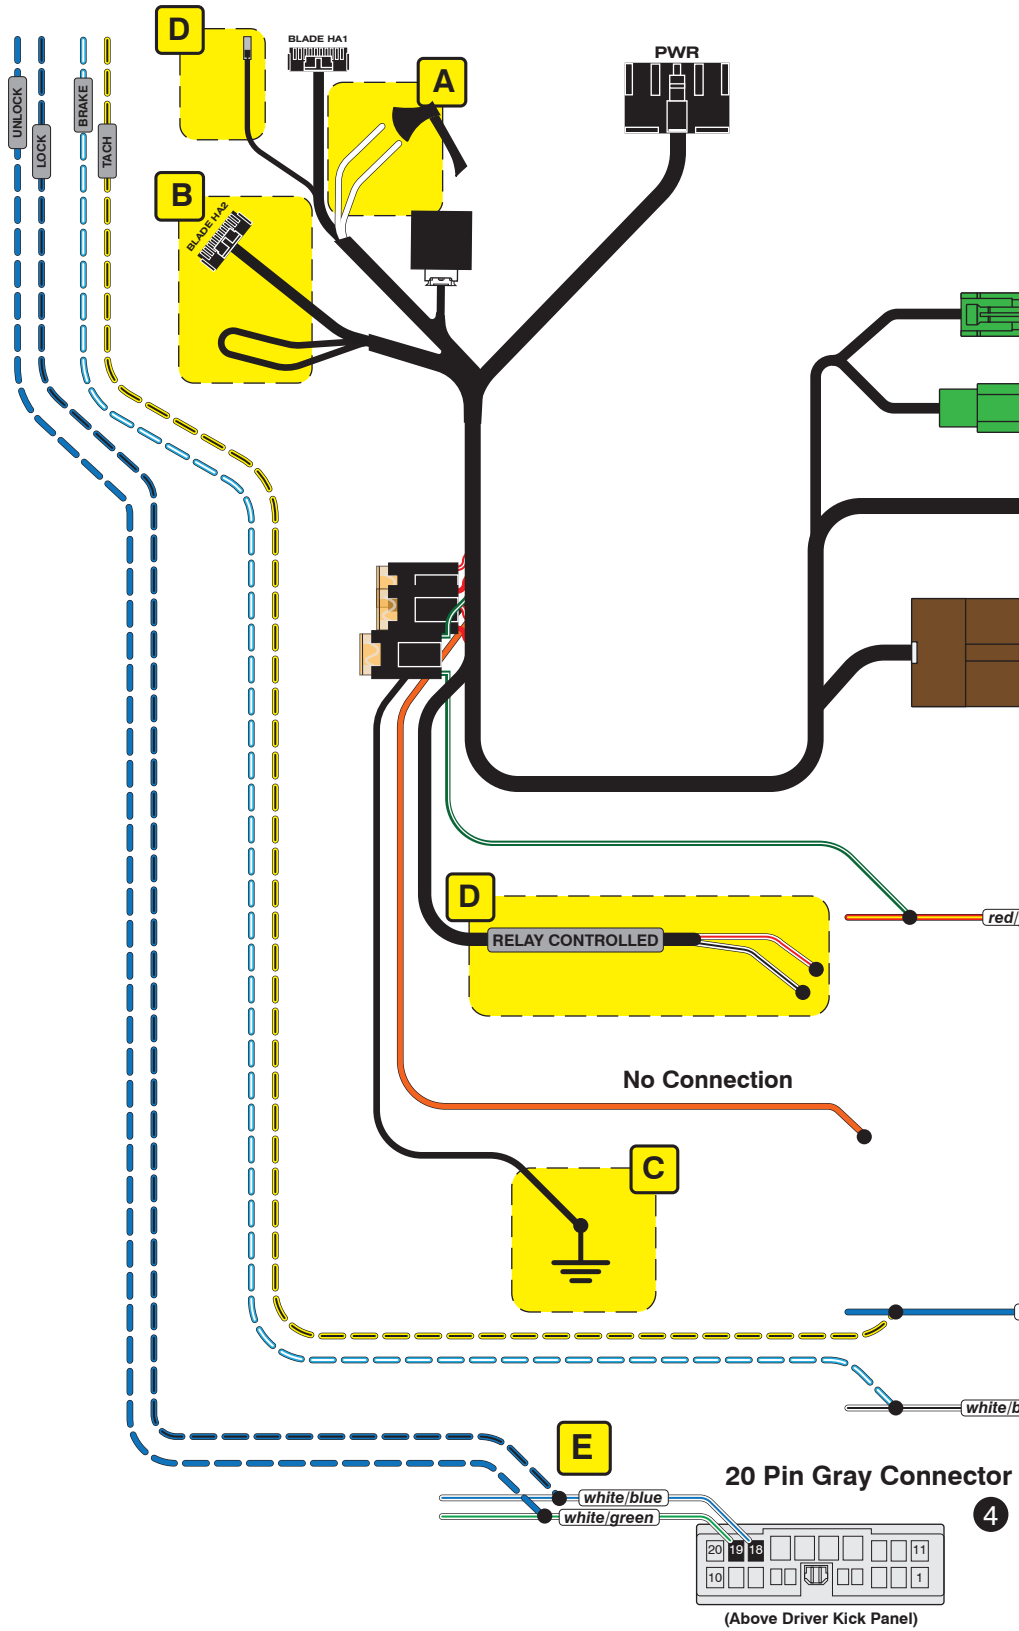 D
BLADE HA1
PWR
A
UNLOCK
LOCK
BRAKE
TACH
B
BLADE HA2
D
RELAY CONTROLLED
red/
No Connection
C
white/b
E
20 Pin Gray Connector
4
white/blue
white/green
20 19 18 11
10 1
(Above Driver Kick Panel)